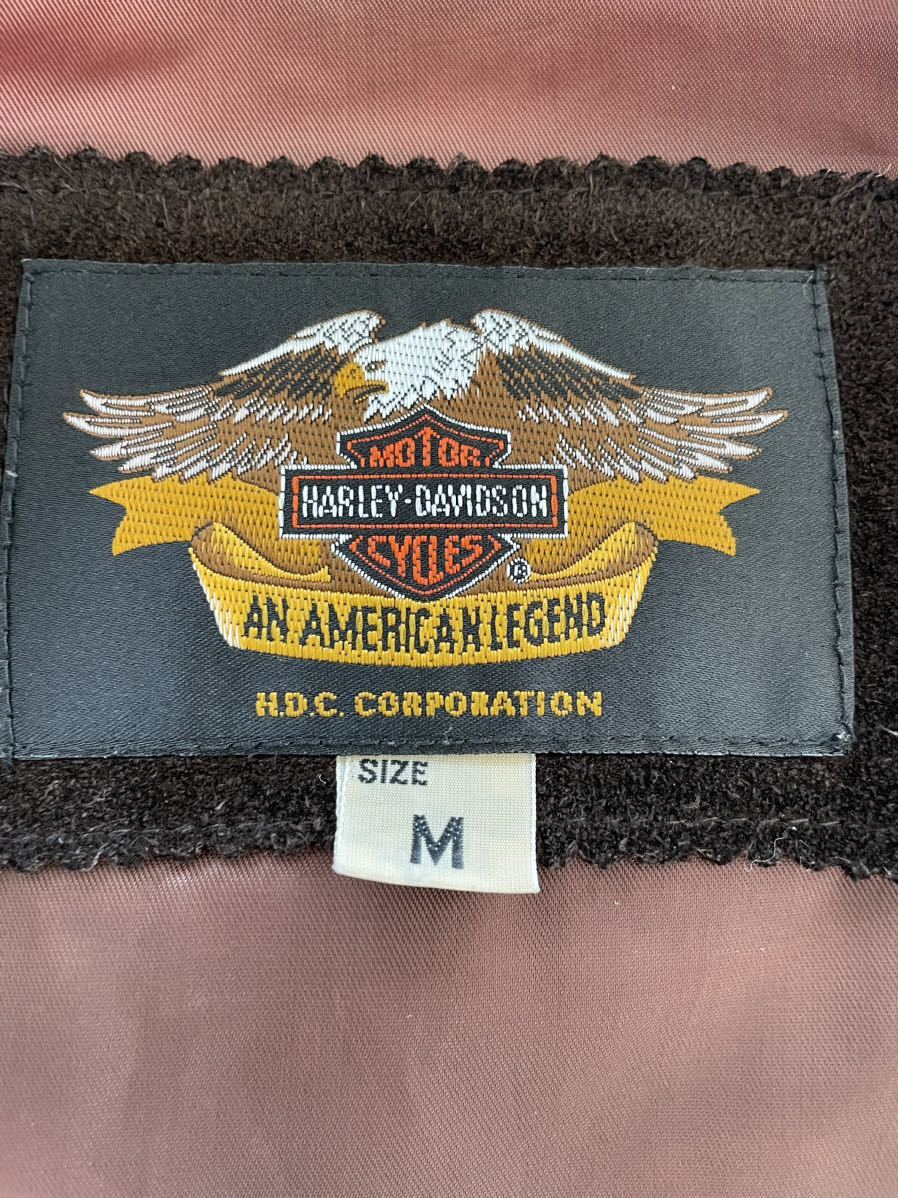 MOTOR
HARLEY-DAVIDSON
CYCLES
®
AN AMERICAN LEGEND
H.D.C. CORPORATION
SIZE
M